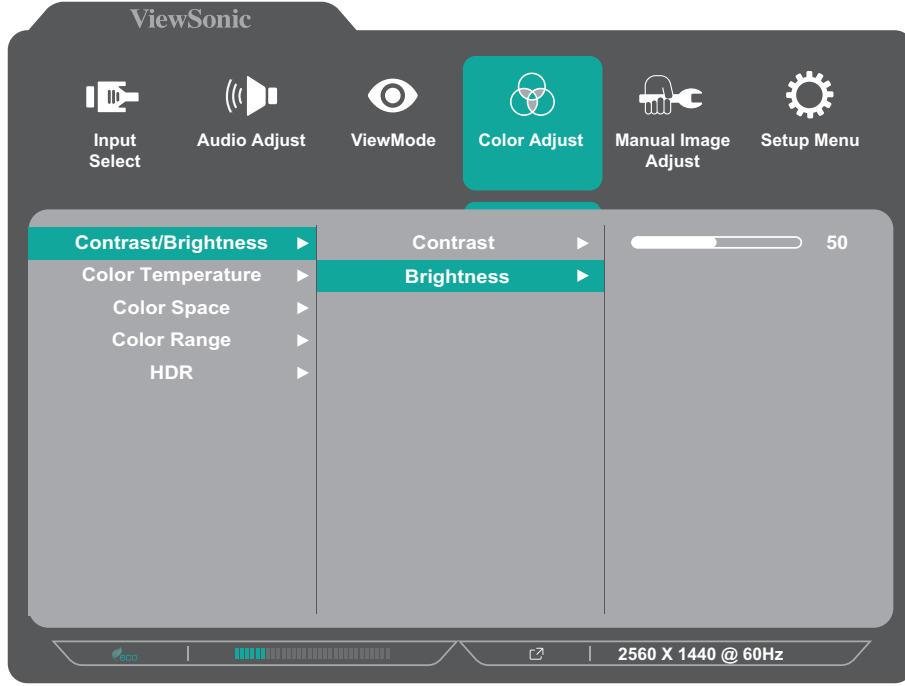 ViewSonic
Input
Select
Audio Adjust
ViewMode
Color Adjust
Manual Image
Adjust
Setup Menu
Contrast/Brightness
Contrast
50
Color Temperature
Brightness
Color Space
Color Range
HDR
eco
2560 X 1440 @ 60Hz